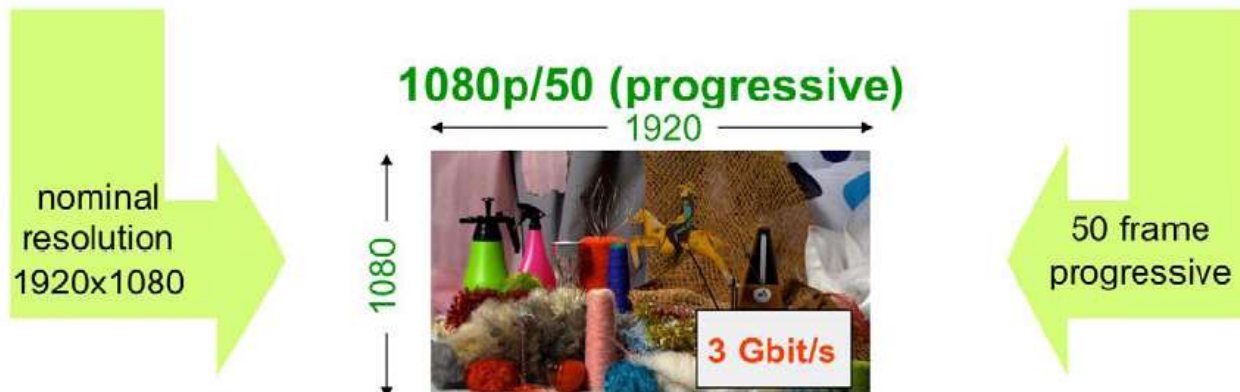 1080p/50 (progressive)
1920
1080
nominal
resolution
1920x1080
50 frame
progressive
3 Gbit/s